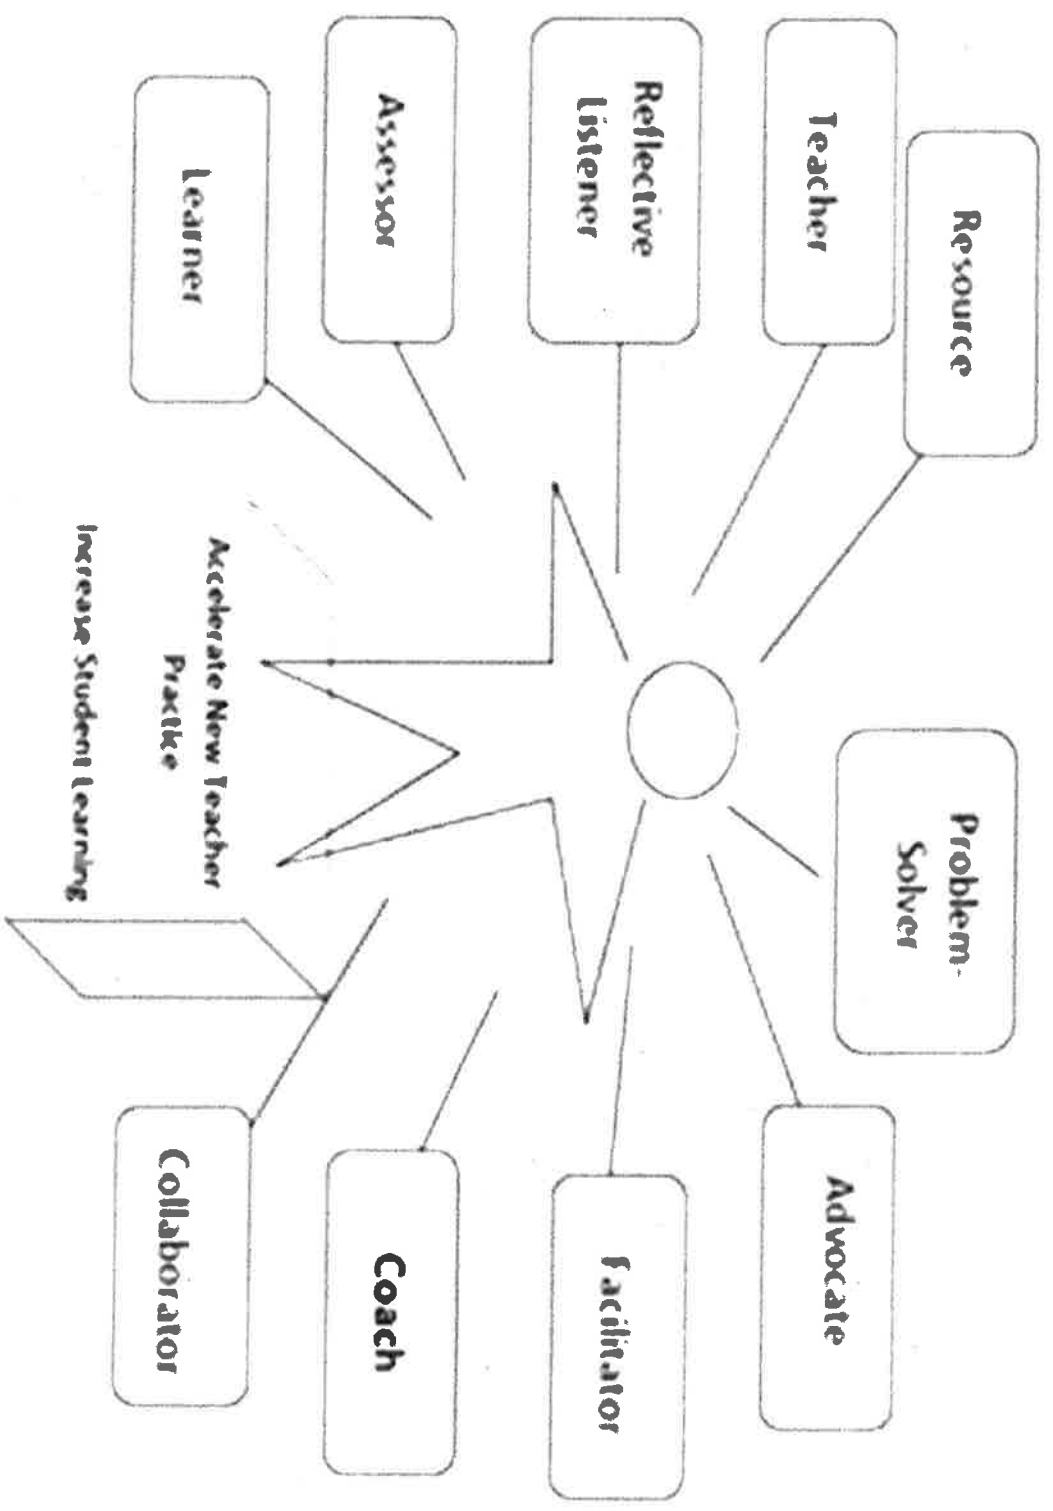 Problem-
Solver
Resource
Advocate
Teacher
Reflective
Listener
Facilitator
Assessor
Coach
Learner
Collaborator
Accelerate New Teacher
Practice
Increase Student Learning